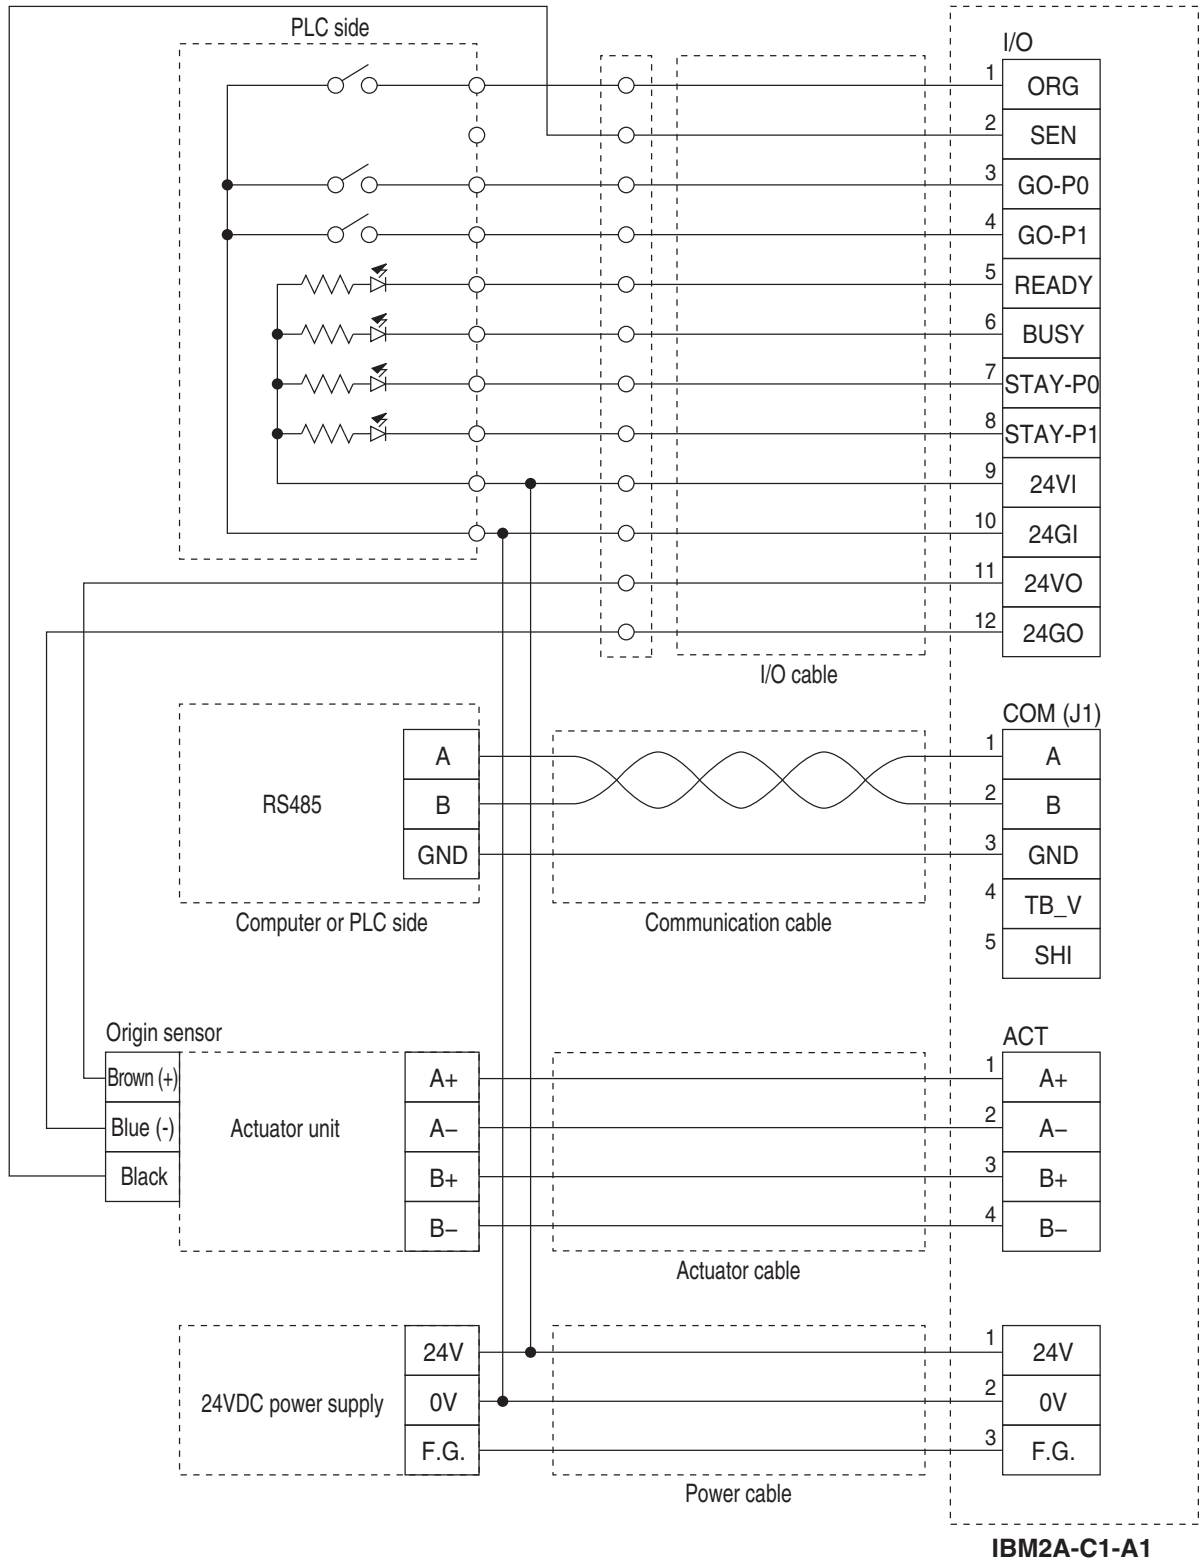 PLC side
I/O
1 ORG
2 SEN
3 GO-P0
4 GO-P1
5 READY
6 BUSY
7 STAY-P0
8 STAY-P1
9 24VI
10 24GI
11 24VO
12 24GO
I/O cable
COM (J1)
A 1 A
RS485 B 2 B
GND 3 GND
4 TB_V
Computer or PLC side Communication cable
5 SHI
Origin sensor ACT
Brown (+) A+ 1 A+
Blue (-) Actuator unit A– 2 A–
Black B+ 3 B+
B– 4 B–
Actuator cable
24V 1 24V
24VDC power supply 0V 2 0V
F.G. 3 F.G.
Power cable
IBM2A-C1-A1